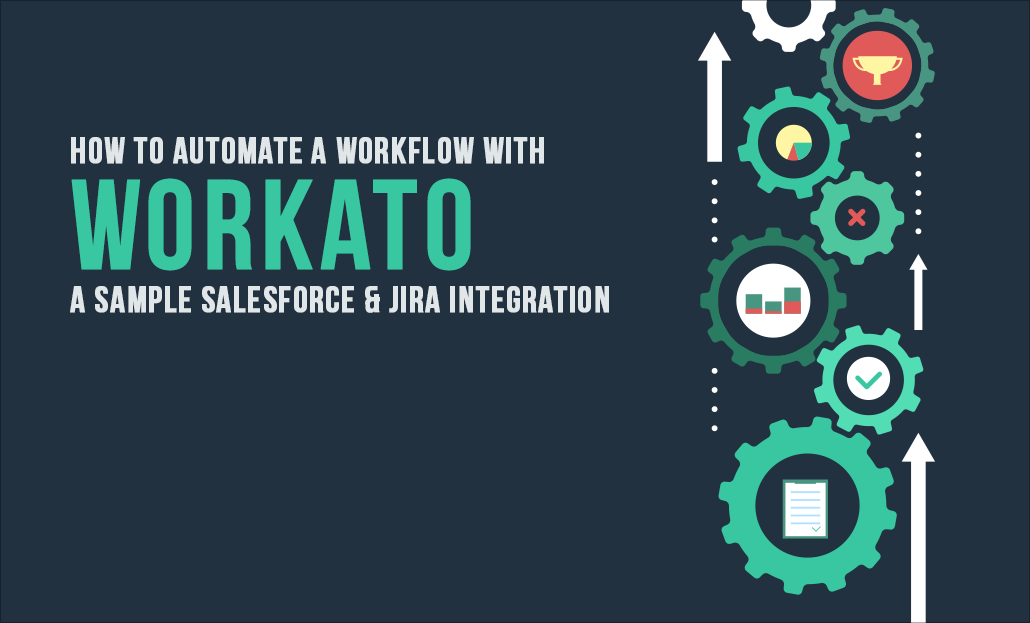 HOW TO AUTOMATE A WORKFLOW WITH
WORKATO
A SAMPLE SALESFORCE & JIRA INTEGRATION